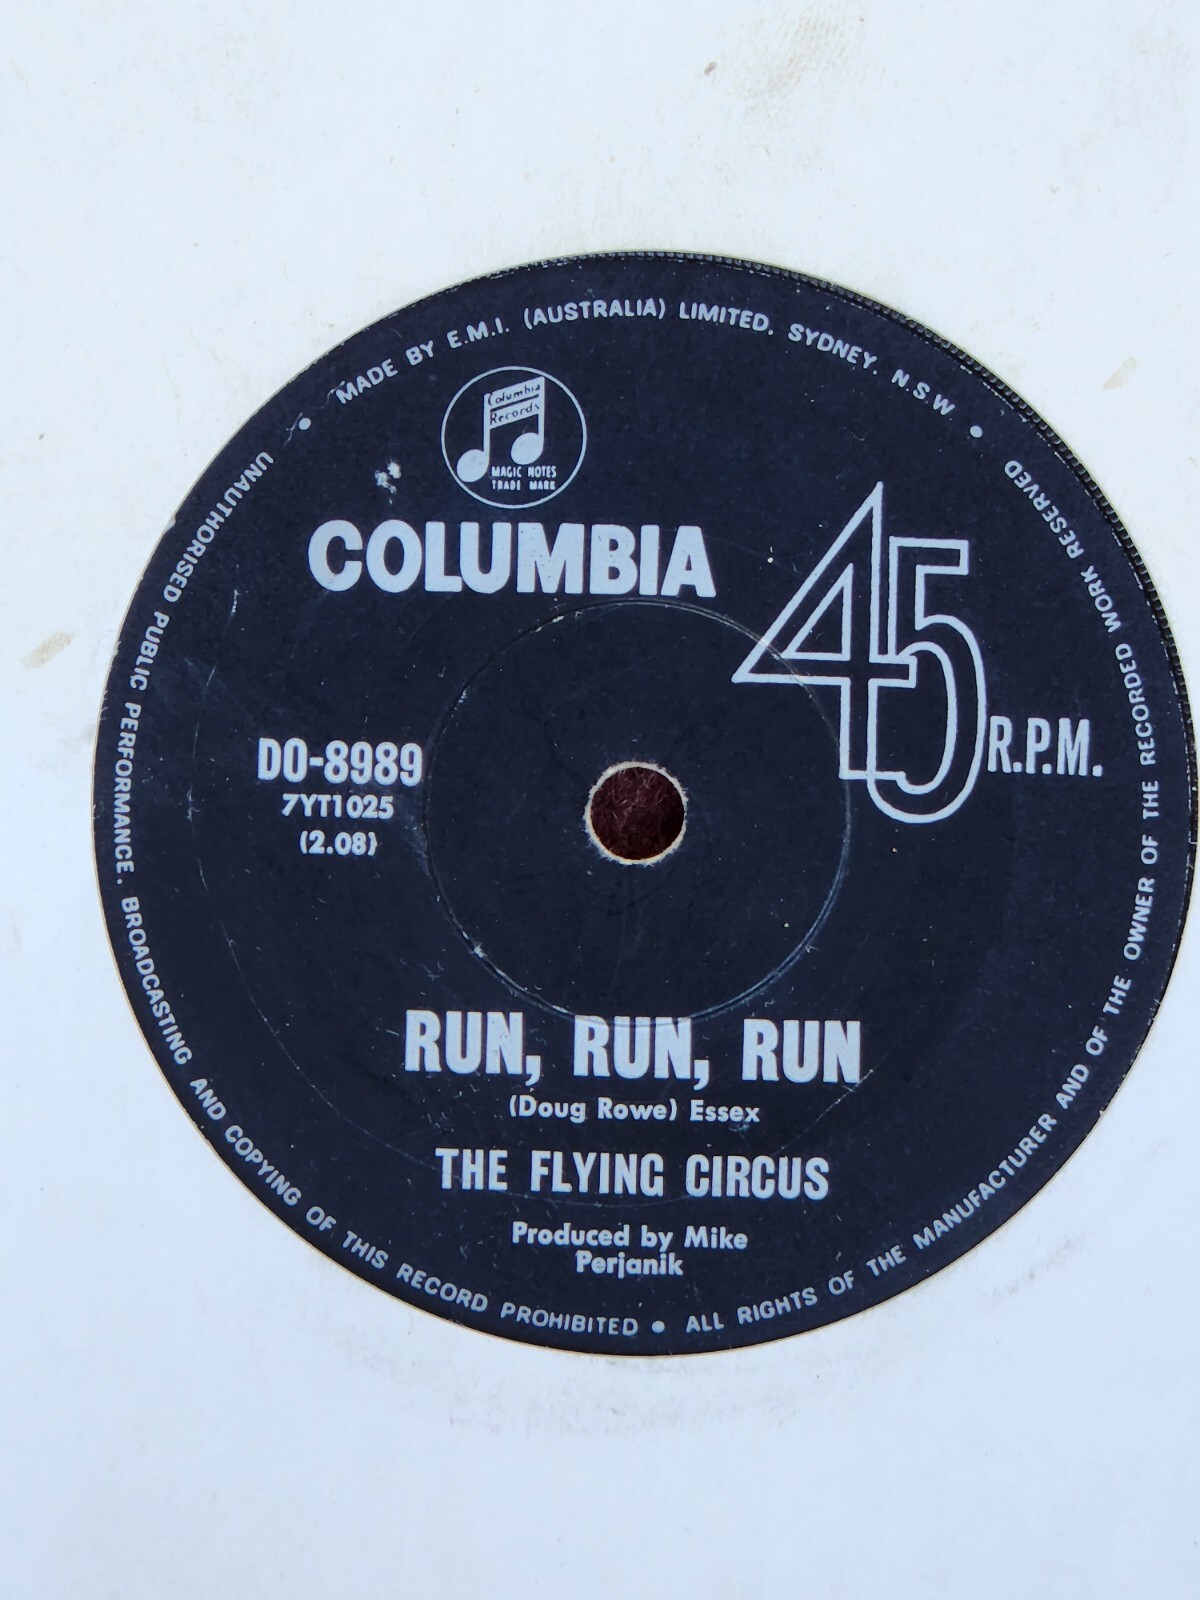 MADE BY E.M.I. (AUSTRALIA) LIMITED. SYDNEY. N.S.W
Columbia
Records
MAGIC NOTES
TRADE MARK
COLUMBIA
45
R.P.M.
DO-8989
7YT1025
(2.08)
RUN, RUN, RUN
(Doug Rowe) Essex
THE FLYING CIRCUS
Produced by Mike
Perjanik
UNAUTHORISED PUBLIC PERFORMANCE. BROADCASTING AND COPYING OF THIS RECORD PROHIBITED • ALL RIGHTS OF THE MANUFACTURER AND OF THE OWNER OF THE RECORDED WORK RESERVED